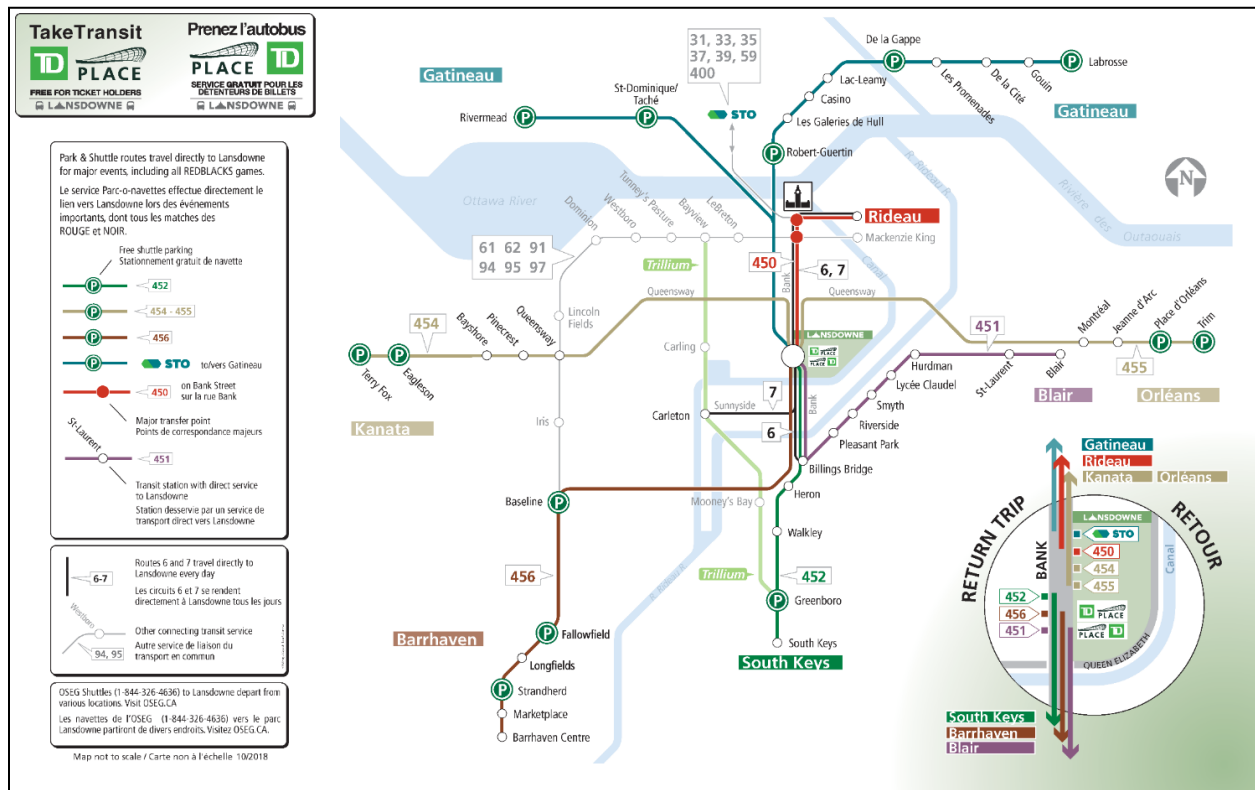 TakeTransit
TD PLACE
FREE FOR TICKET HOLDERS
LANSDOWNE
Prenez l'autobus
PLACE TD
SERVICE GRATUIT POUR LES
DÉTENTEURS DE BILLETS
LANSDOWNE
Park & Shuttle routes travel directly to Lansdowne
for major events, including all REDBLACKS games.
Le service Parc-o-navettes effectue directement le
lien vers Lansdowne lors des événements
importants, dont tous les matches des
ROUGE et NOIR.
Free shuttle parking
Stationnement gratuit de navette
P 452
P 454 - 455
P 456
P STO to/vers Gatineau
450 on Bank Street
sur la rue Bank
Major transfer point
Points de correspondance majeurs
St-Laurent 451
Transit station with direct service
to Lansdowne
Station desservie par un service de
transport direct vers Lansdowne
6-7
Routes 6 and 7 travel directly to
Lansdowne every day
Les circuits 6 et 7 se rendent
directement à Lansdowne tous les jours
Westboro
94, 95
Other connecting transit service
Autre service de liaison du
transport en commun
OSEG Shuttles (1-844-326-4636) to Lansdowne depart from
various locations. Visit OSEG.CA
Les navettes de l'OSEG (1-844-326-4636) vers le parc
Lansdowne partiront de divers endroits. Visitez OSEG.CA.
Map not to scale / Carte non à l'échelle 10/2018
31, 33, 35
37, 39, 59
400
STO
Gatineau
Rivermead
P
St-Dominique/
Taché
P
De la Gappe
P
Labrosse
P
Gouin
De la Cité
Les Promenades
Lac-Leamy
Casino
Les Galeries de Hull
Robert-Guertin
P
Gatineau
R. Rideau R.
Rivière des
Outaouais
N
Ottawa River
Rideau
Mackenzie King
Canal
Dominion
Westboro
Tunney's Pasture
Bayview
LeBreton
61 62 91
94 95 97
Trillium
450
6, 7
Bank
Queensway
Queensway
Lincoln
Fields
454
Bayshore
Pinecrest
Queensway
Terry Fox
P
Eagleson
P
Kanata
Carling
LANSDOWNE
TD PLACE
PLACE TD
451
Montréal
Jeanne d'Arc
Place d'Orléans
P
Trim
P
455
Blair
Orléans
Hurdman
St-Laurent
Blair
Lycée Claudel
Smyth
Riverside
Pleasant Park
Billings Bridge
Bank
7
Sunnyside
6
Carleton
Iris
Baseline
P
Heron
Mooney's Bay
Walkley
Trillium
452
Greenboro
P
South Keys
South Keys
R. Rideau R.
456
Barrhaven
Fallowfield
P
Longfields
Strandherd
P
Marketplace
Barrhaven Centre
Gatineau
Rideau
Kanata Orléans
RETURN TRIP
RETOUR
BANK
LANSDOWNE
STO
450
454
455
452
456
451
TD PLACE
PLACE TD
Canal
QUEEN ELIZABETH
South Keys
Barrhaven
Blair